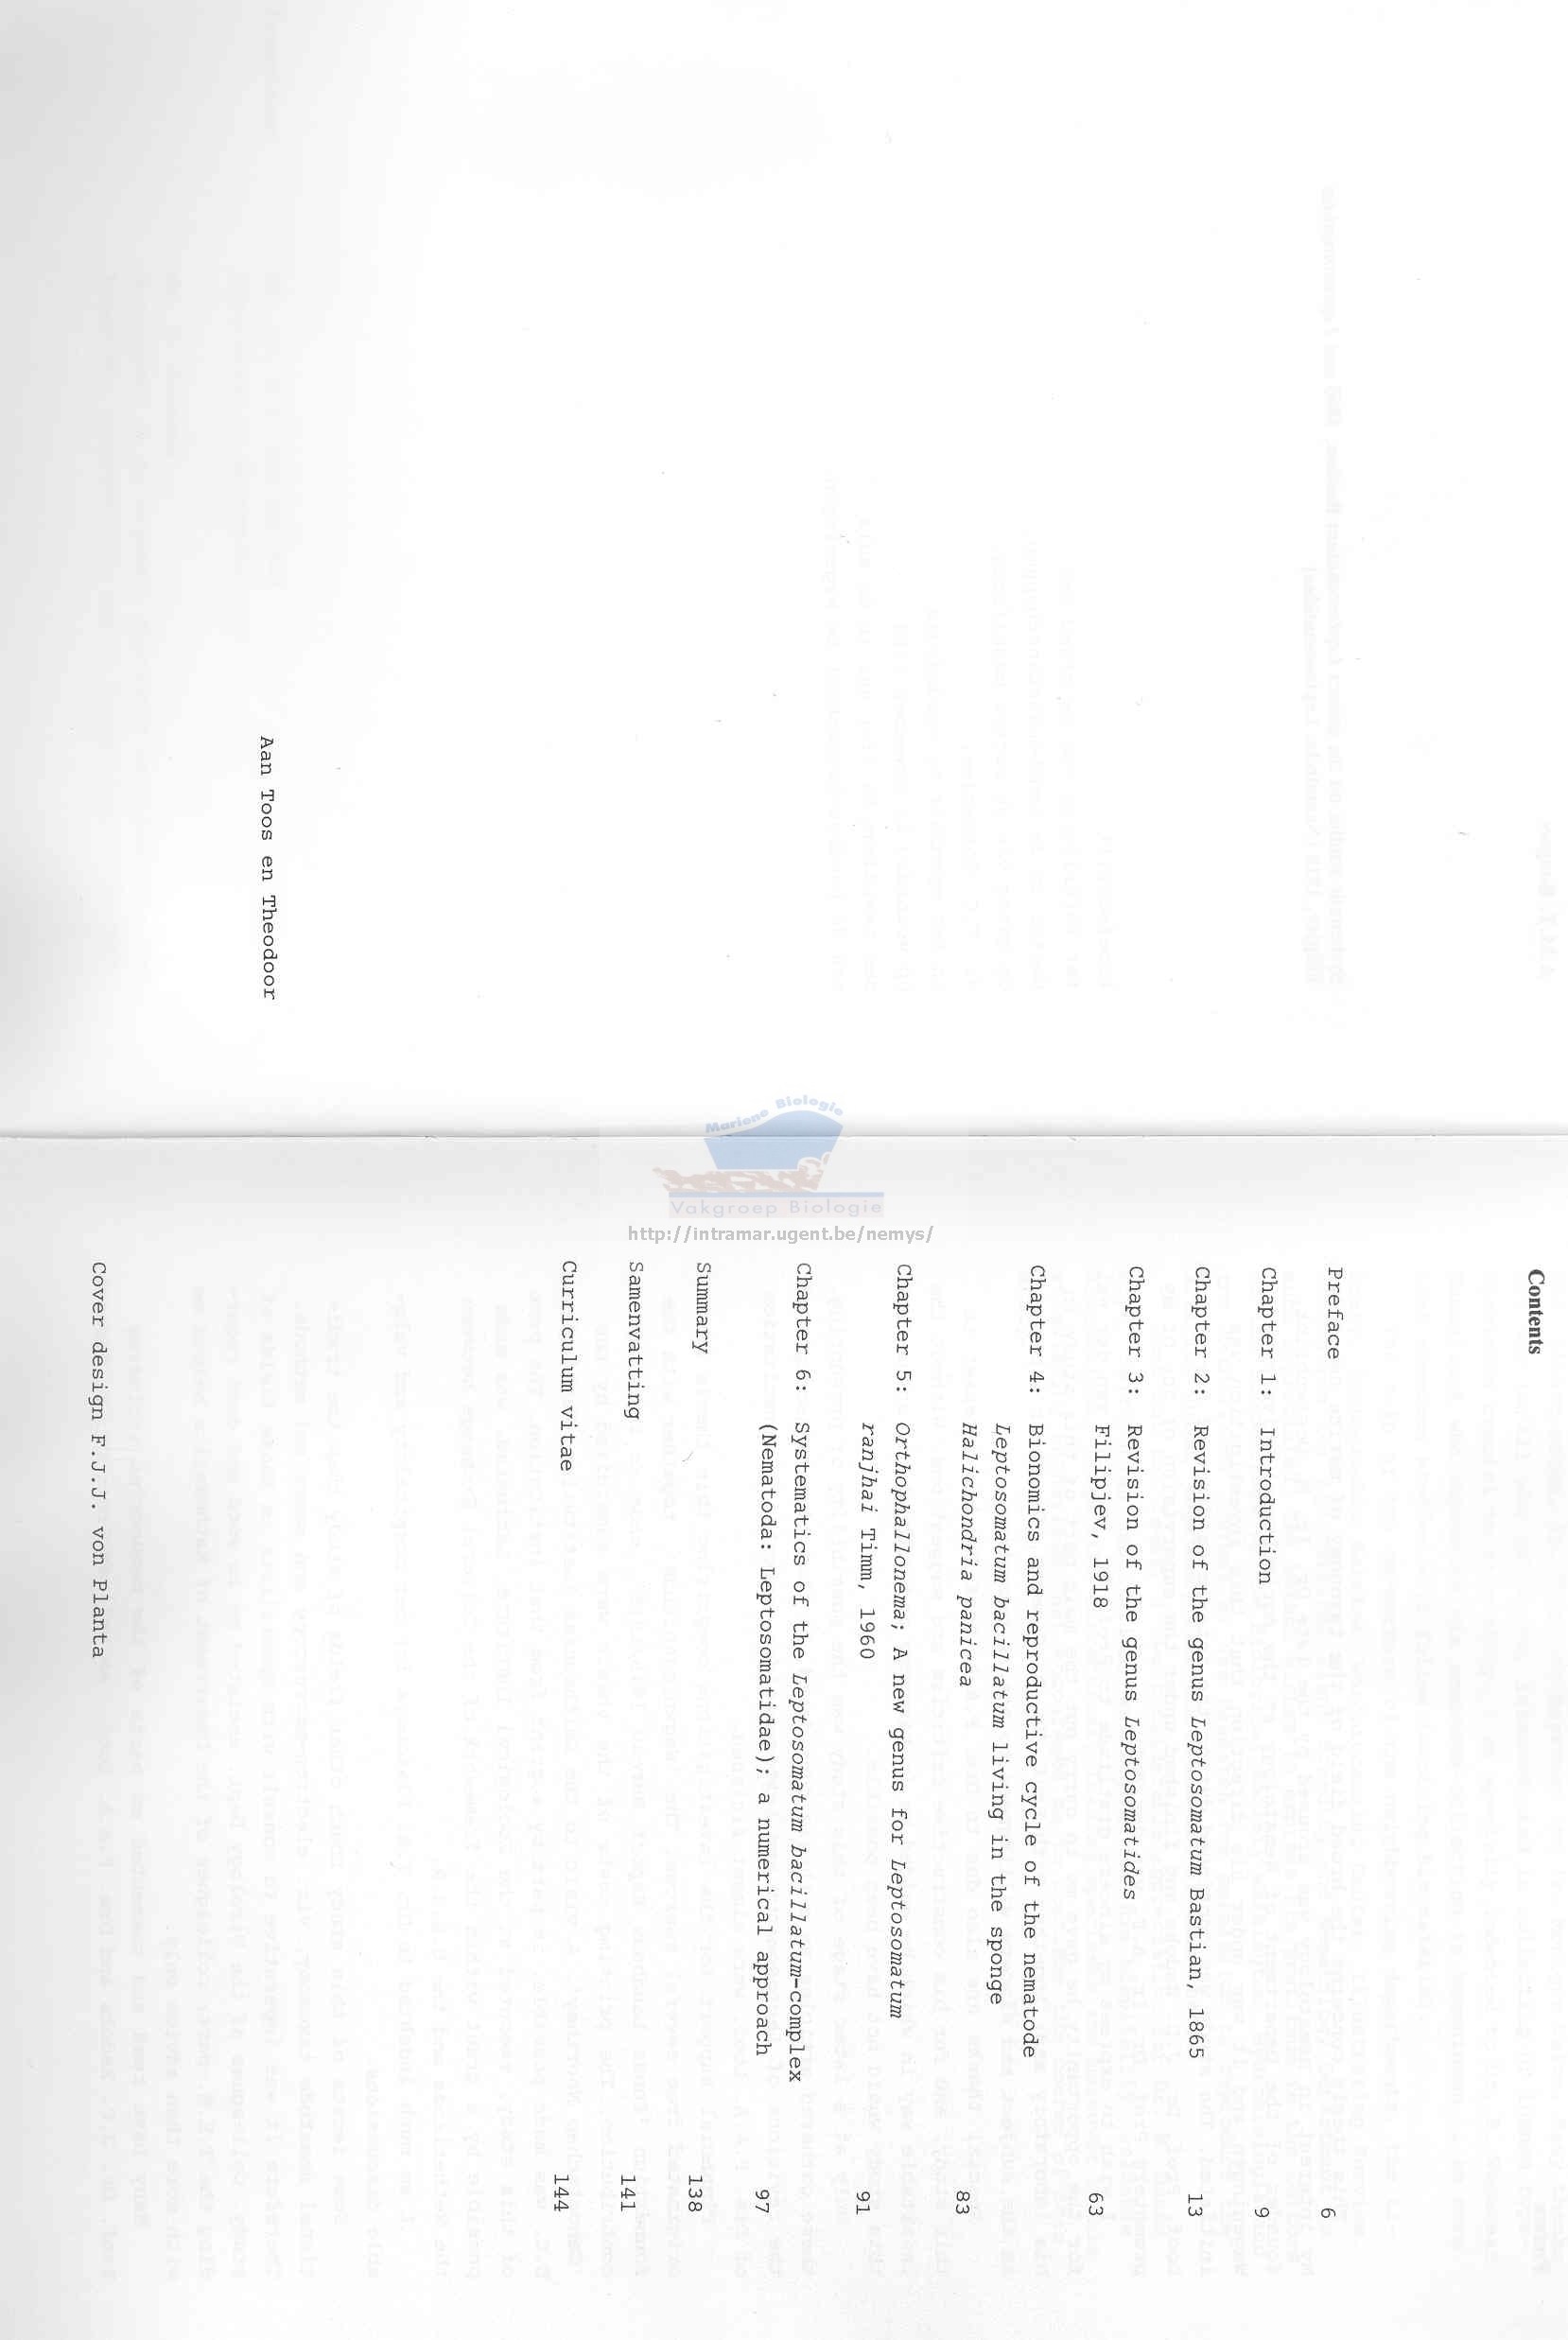 Aan Toos en Theodoor
Mariene Biologie
Vakgroep Biologie
http://intramar.ugent.be/nemys/
Contents
Preface 6
Chapter 1: Introduction 9
Chapter 2: Revision of the genus Leptosomatum Bastian, 1865 13
Chapter 3: Revision of the genus Leptosomatides
Filipjev, 1918 63
Chapter 4: Bionomics and reproductive cycle of the nematode
Leptosomatum bacillatum living in the sponge
Halichondria panicea 83
Chapter 5: Orthophallonema; A new genus for Leptosomatum
ranjhai Timm, 1960 91
Chapter 6: Systematics of the Leptosomatum bacillatum-complex
(Nematoda: Leptosomatidae); a numerical approach 97
Summary 138
Samenvatting 141
Curriculum vitae 144
Cover design F.J.J. von Planta